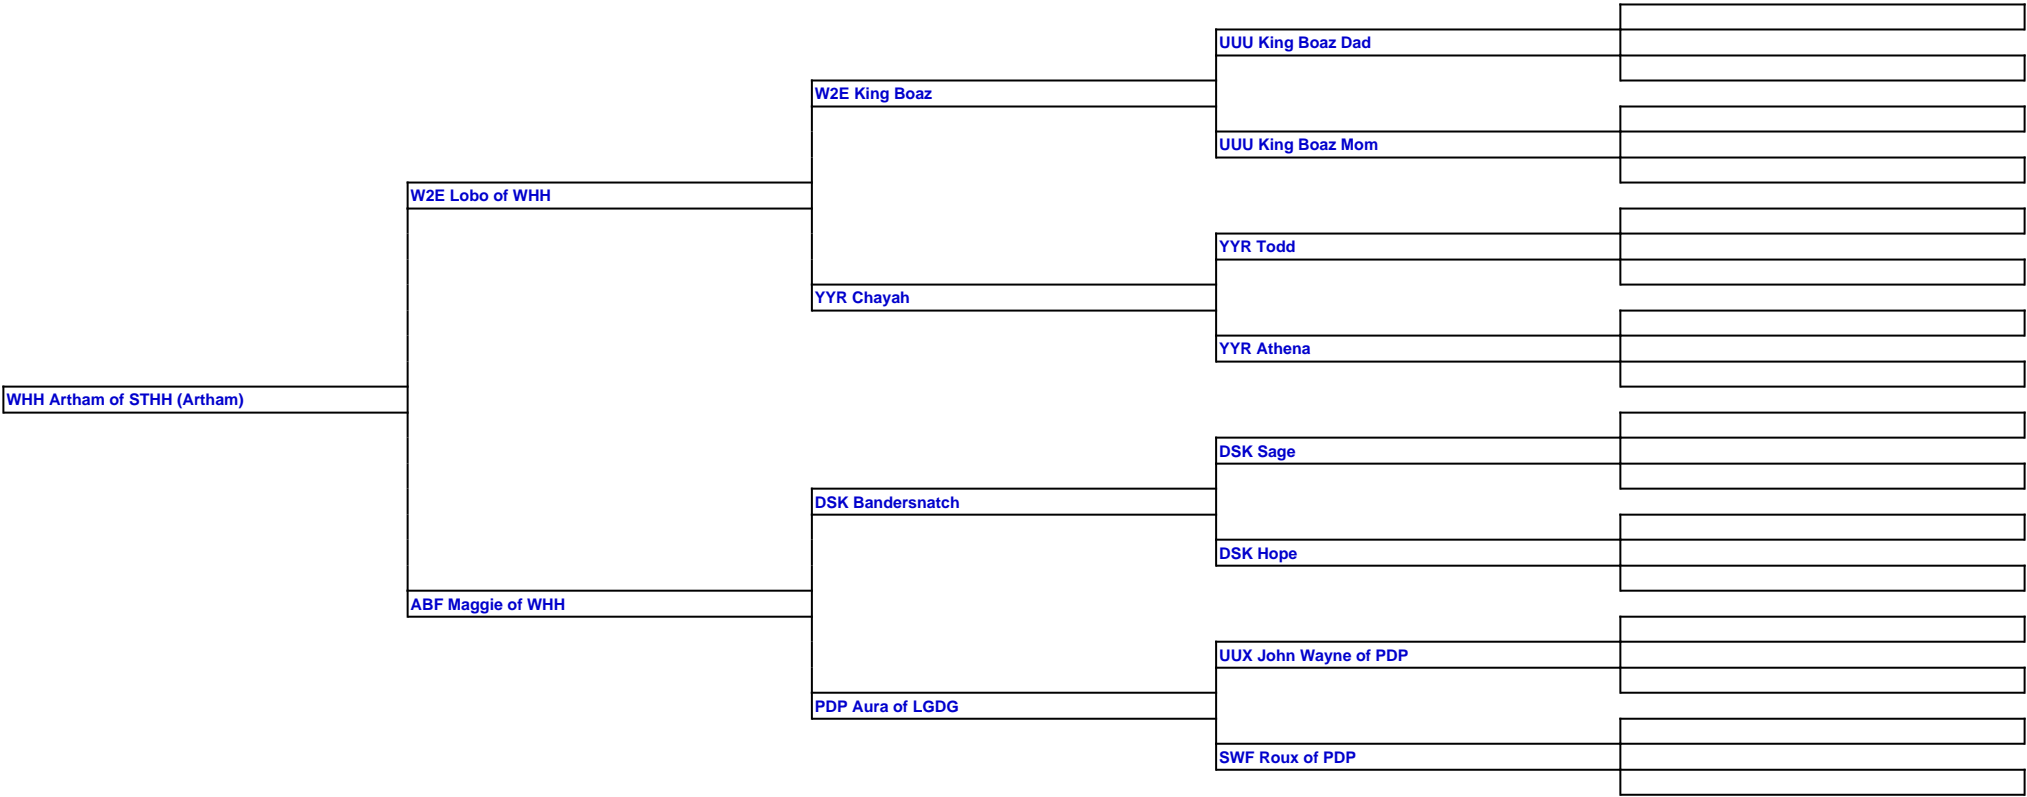 UUU King Boaz Dad
W2E King Boaz
UUU King Boaz Mom
W2E Lobo of WHH
YYR Todd
YYR Chayah
YYR Athena
WHH Artham of STHH (Artham)
DSK Sage
DSK Bandersnatch
DSK Hope
ABF Maggie of WHH
UUX John Wayne of PDP
PDP Aura of LGDG
SWF Roux of PDP